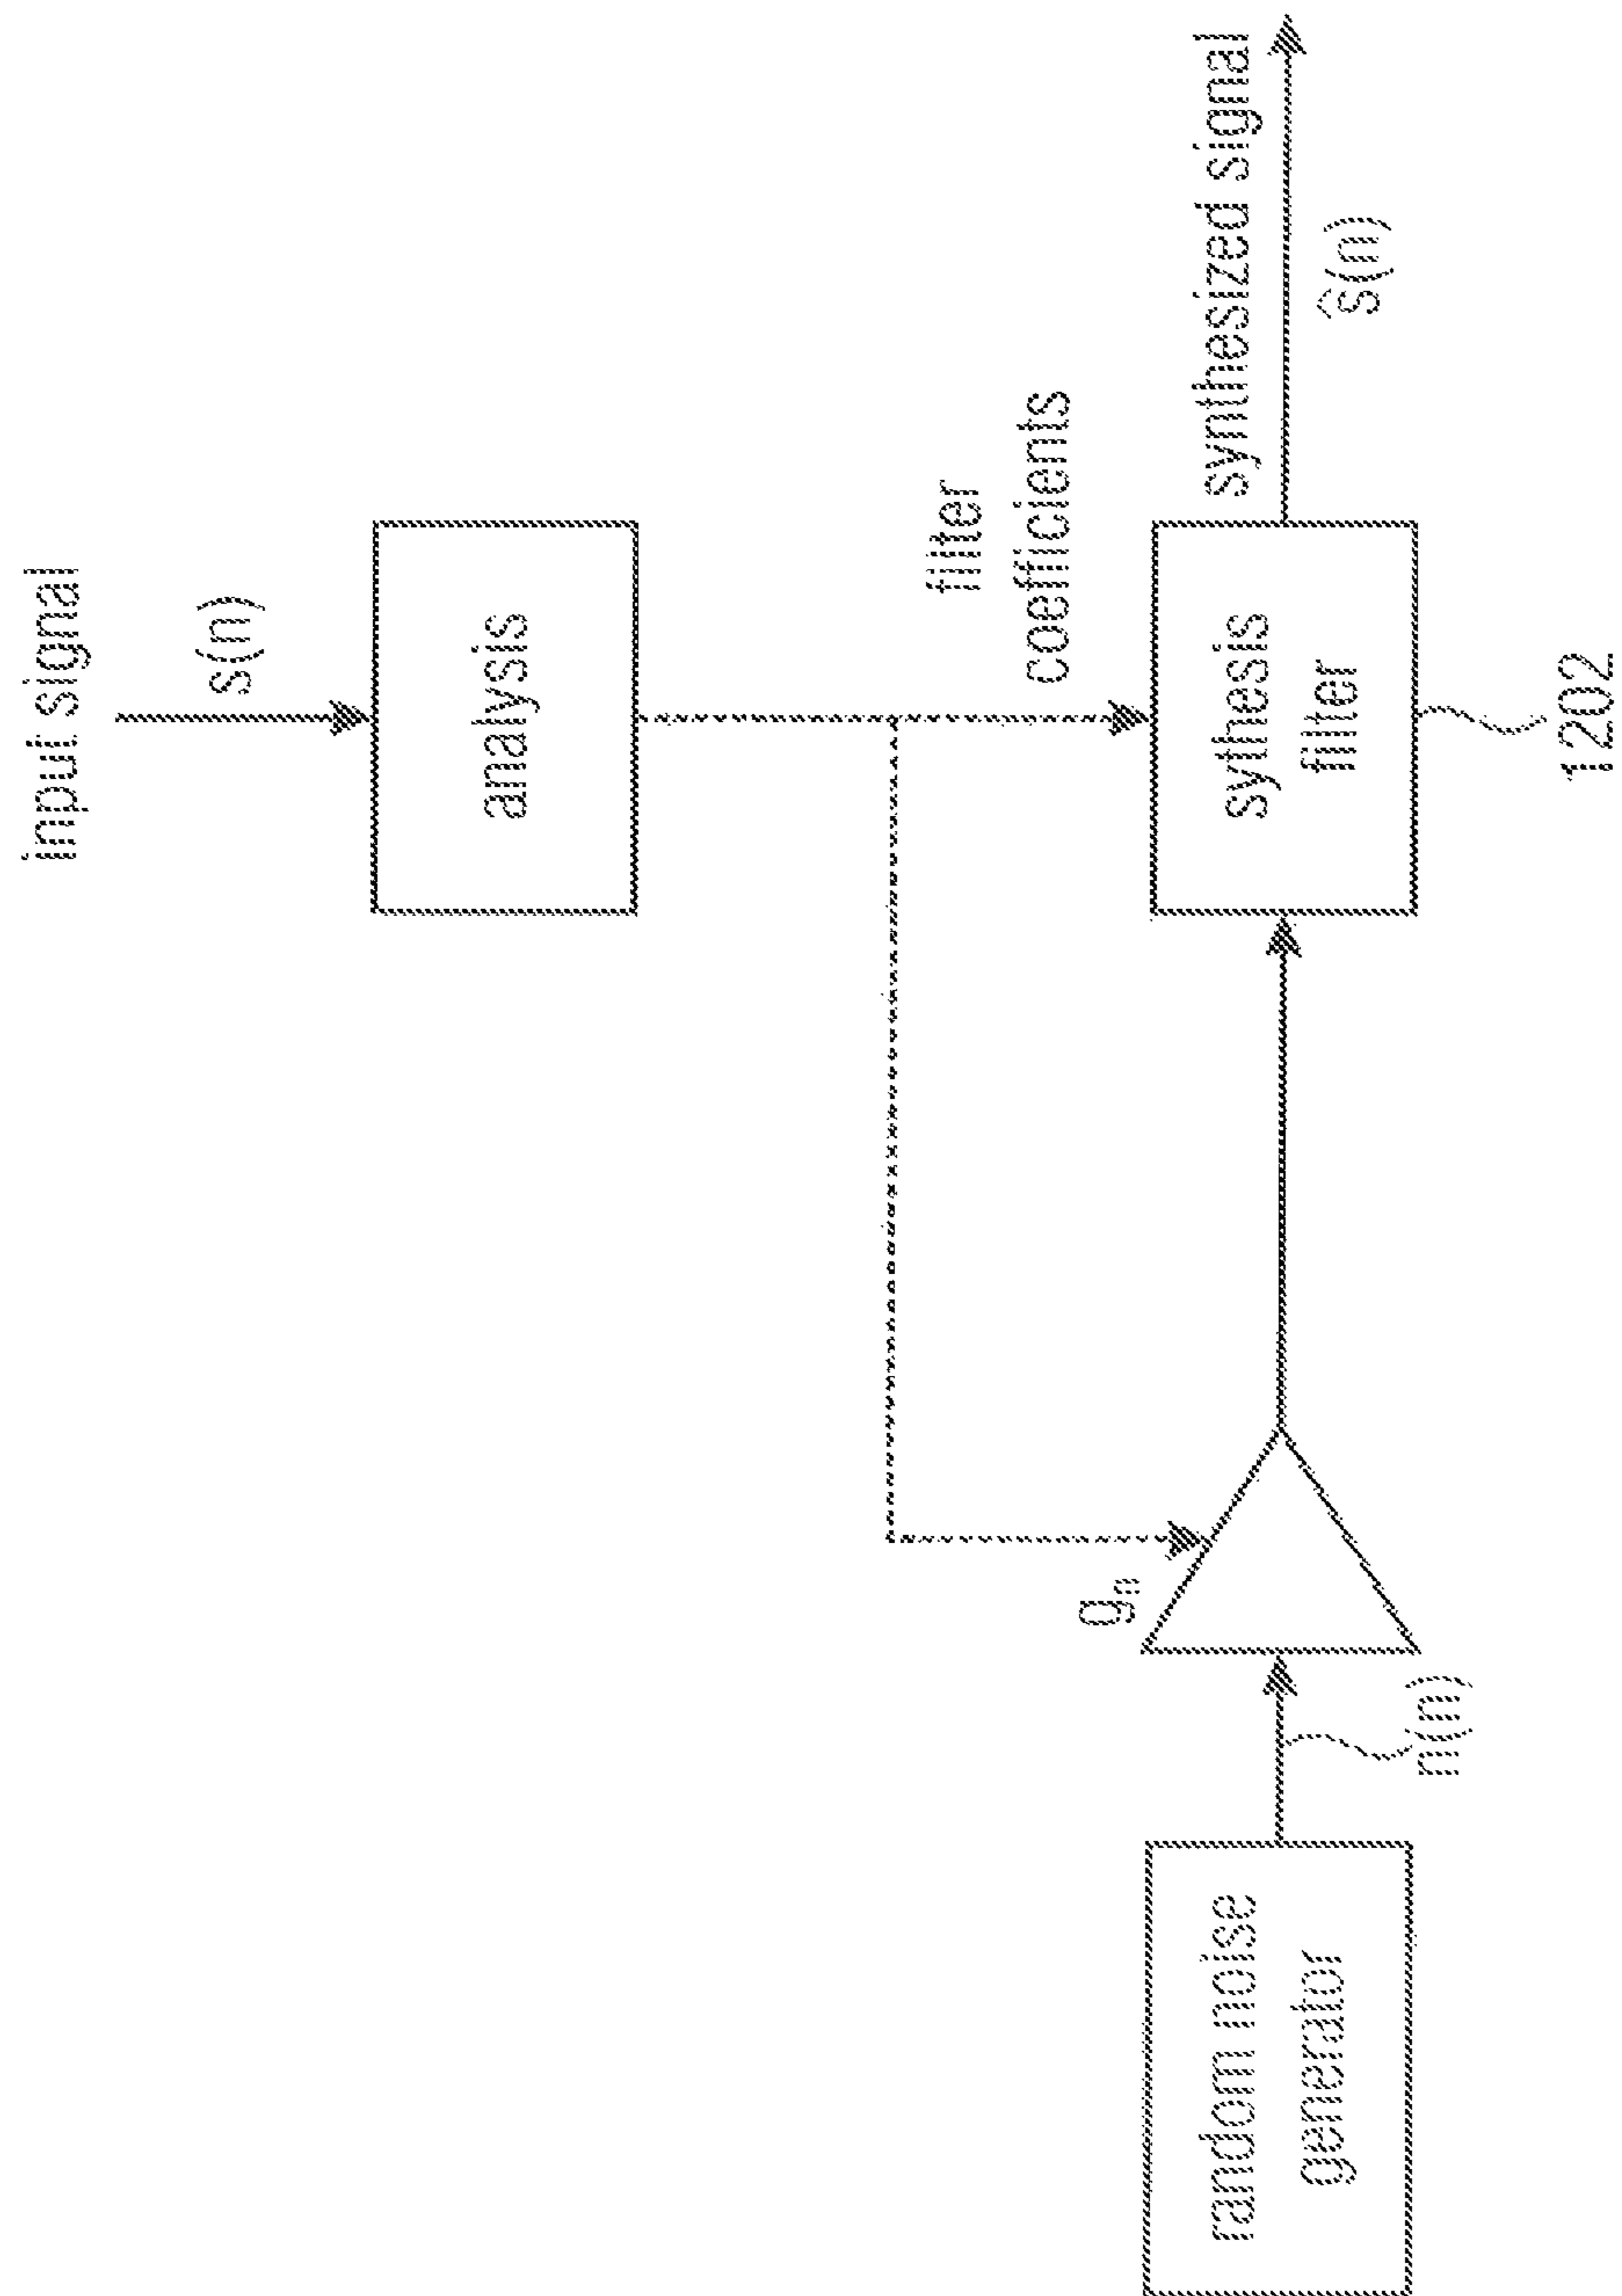 input signal
s(n)
analysis
filter
coefficients
gₙ
random noise
generator
n(n)
sythesis
filter
synthesized signal
ŝ(n)
1202